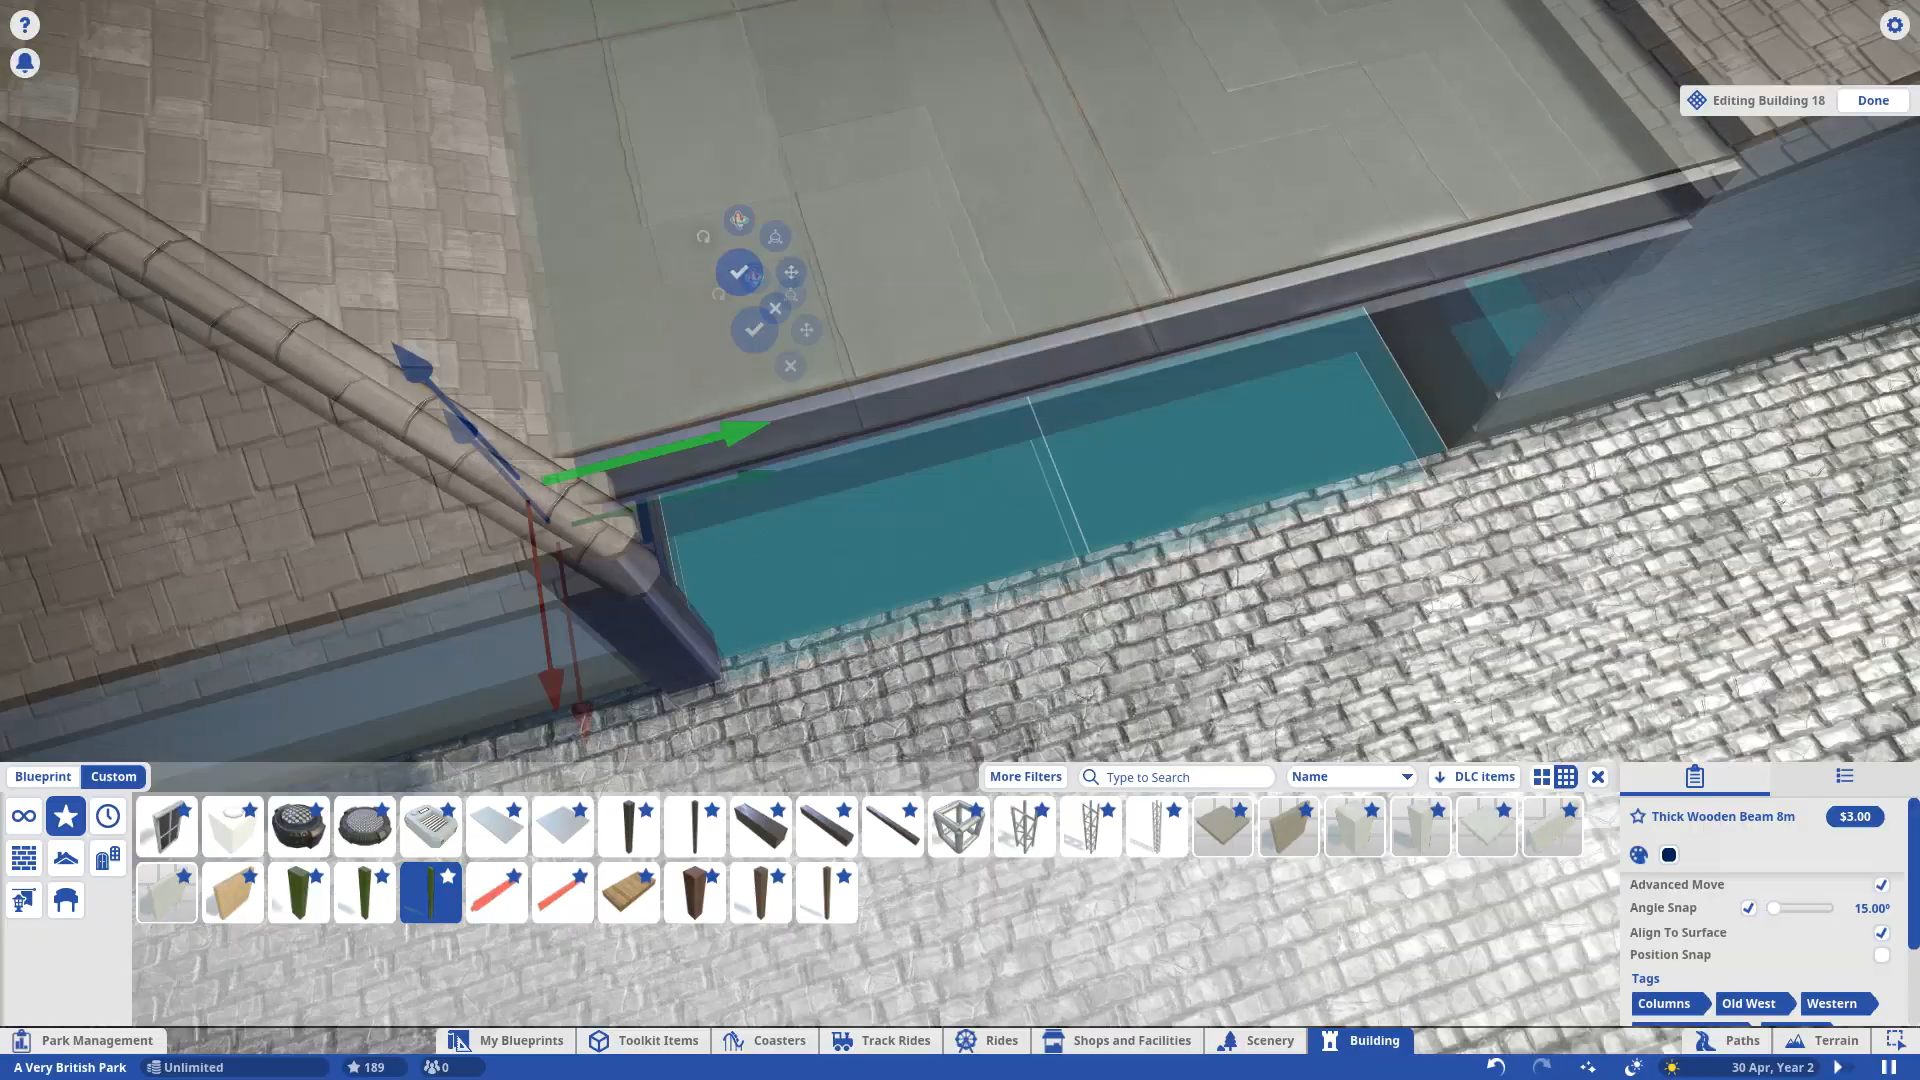 ?
Editing Building 18 Done
Blueprint Custom
More Filters Type to Search Name DLC items
Thick Wooden Beam 8m $3.00
Advanced Move
Angle Snap 15.00°
Align To Surface
Position Snap
Tags
Columns Old West Western
Park Management My Blueprints Toolkit Items Coasters Track Rides Rides Shops and Facilities Scenery Building Paths Terrain
A Very British Park Unlimited 189 0 30 Apr, Year 2